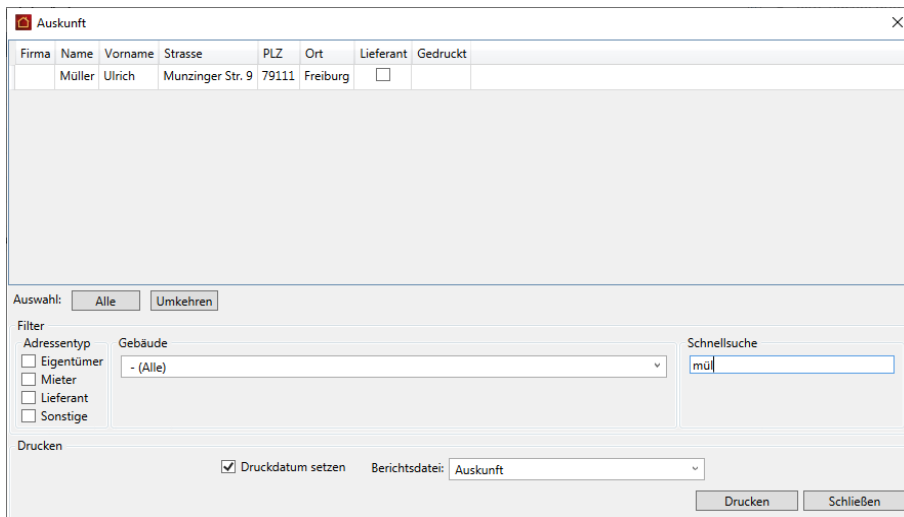 Auskunft
Firma Name Vorname Strasse PLZ Ort Lieferant Gedruckt
Müller Ulrich Munzinger Str. 9 79111 Freiburg
Auswahl: Alle Umkehren
Filter
Adressentyp Gebäude Schnellsuche
Eigentümer - (Alle) mül
Mieter
Lieferant
Sonstige
Drucken
Druckdatum setzen Berichtsdatei: Auskunft
Drucken Schließen